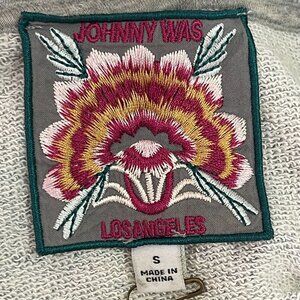 JOHNNY WAS
LOS ANGELES
S
MADE IN
CHINA